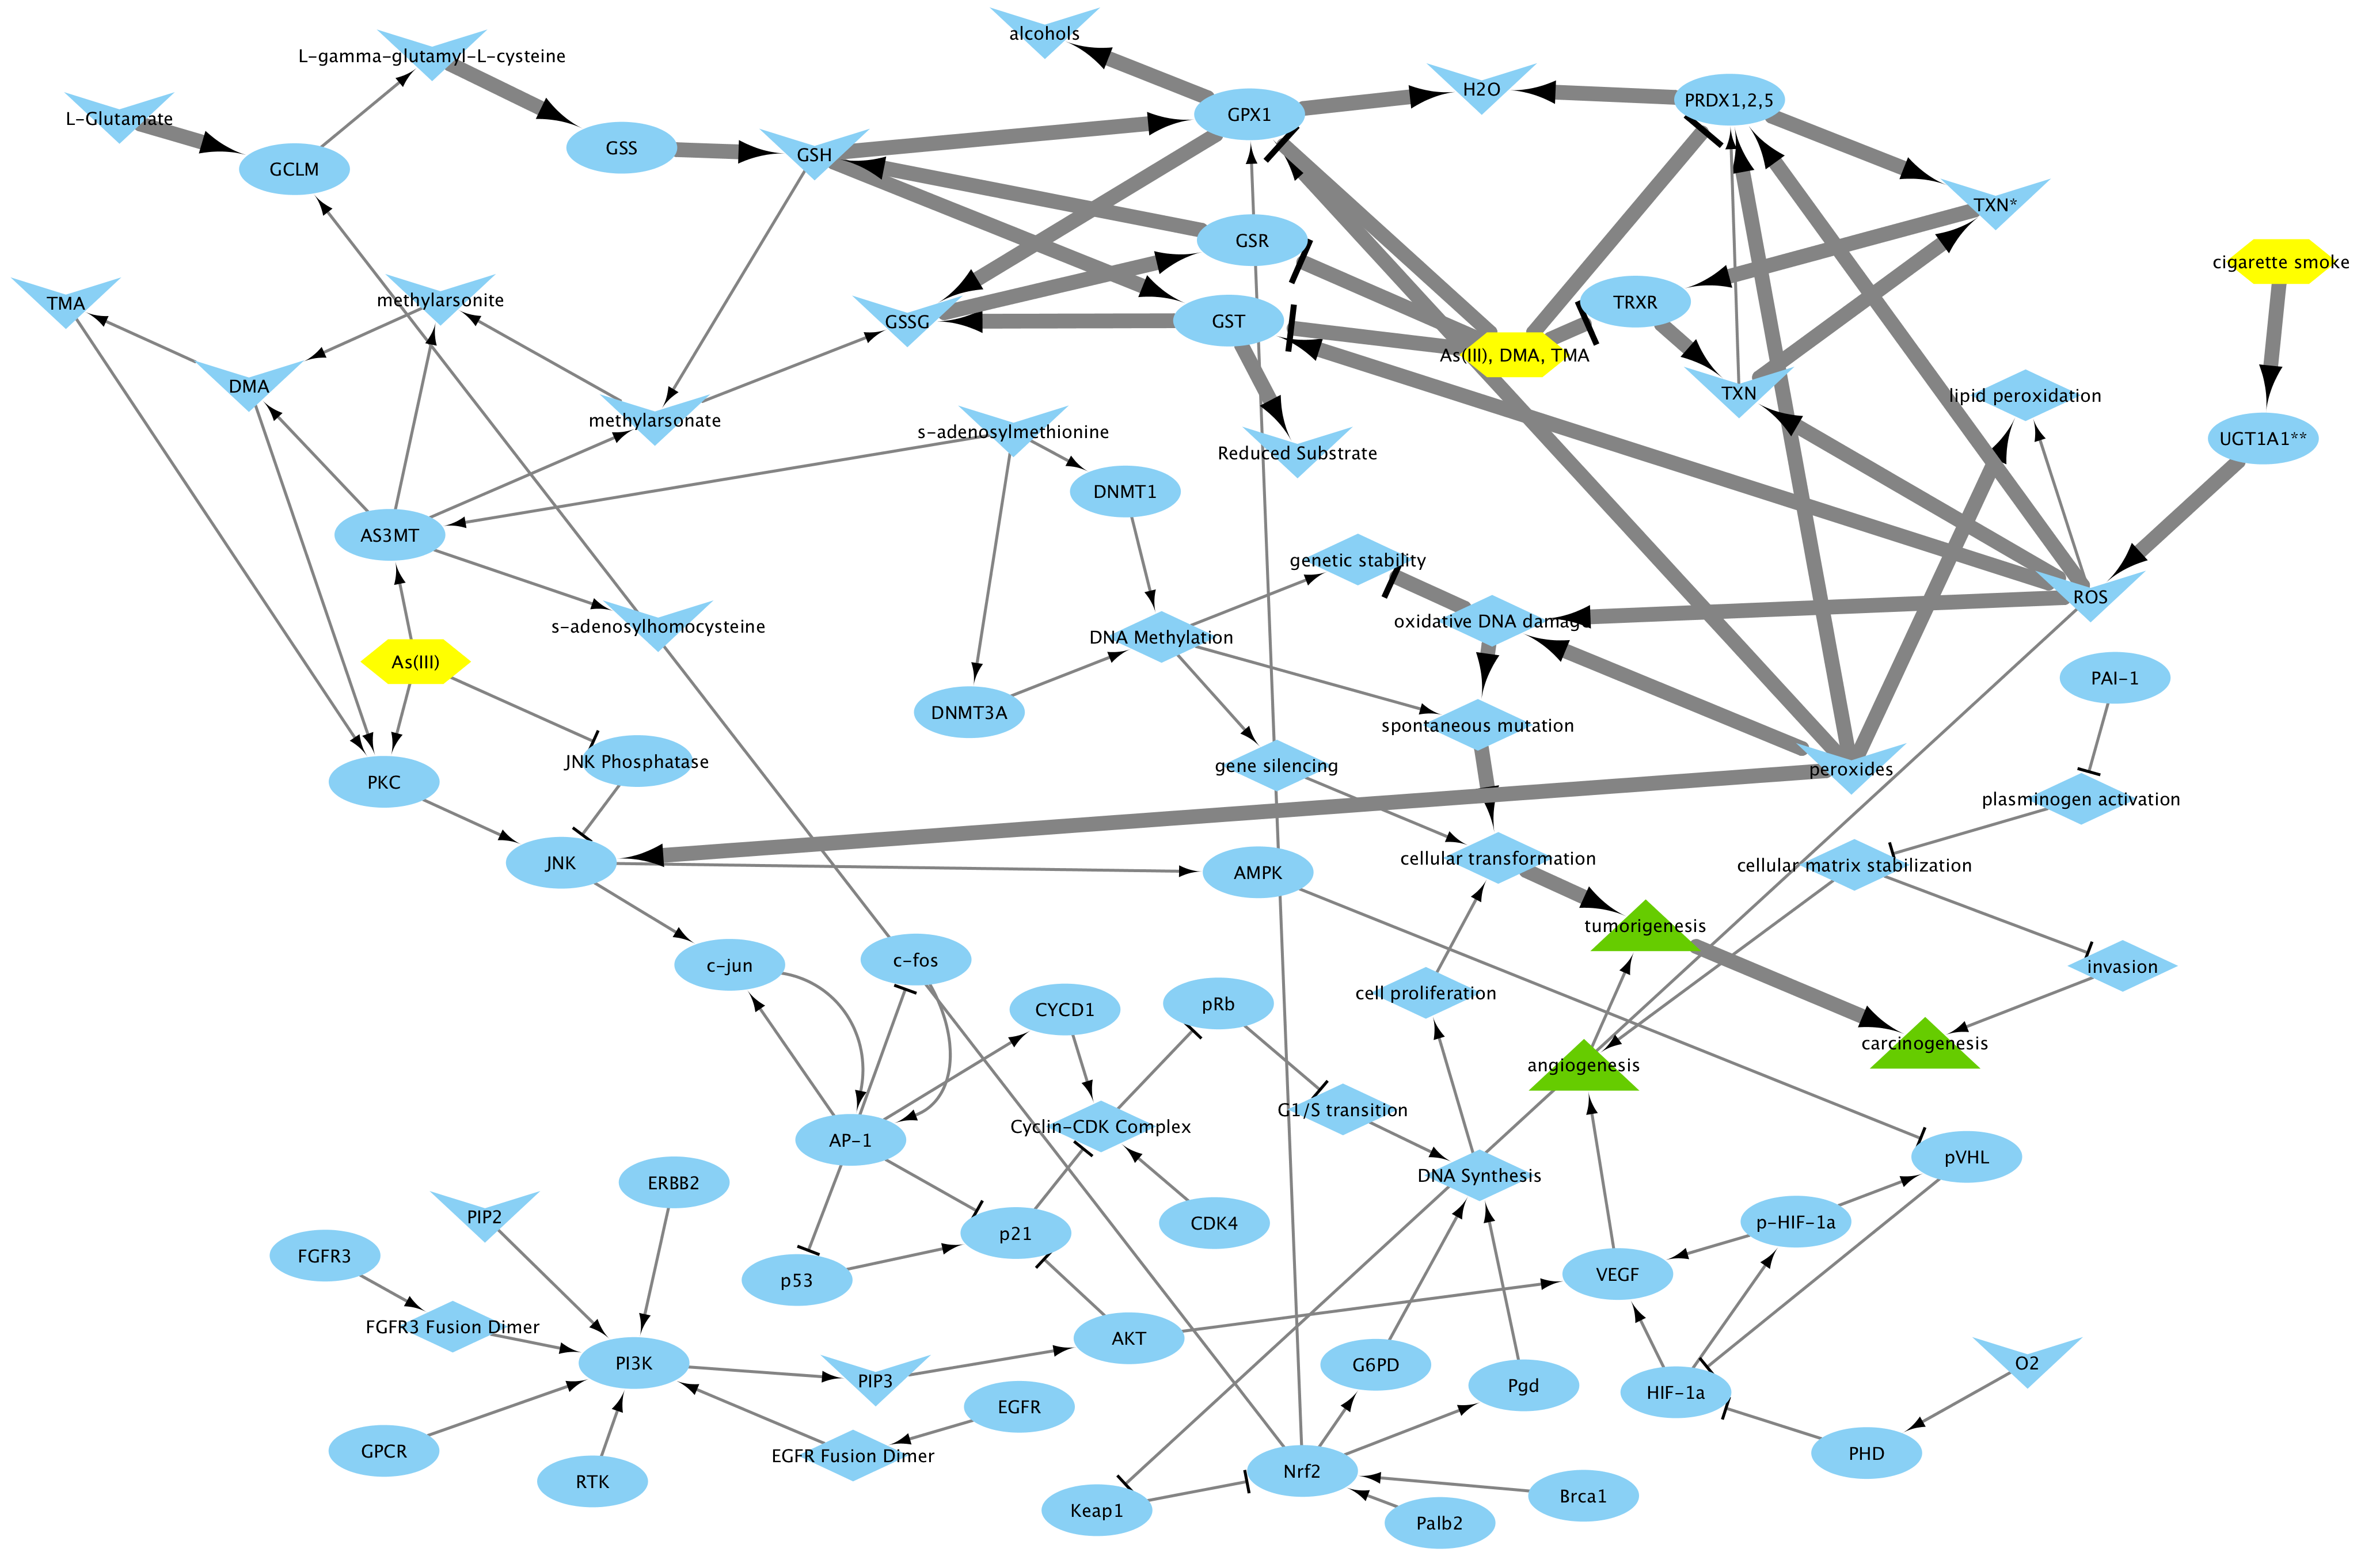 alcohols
L-gamma-glutamyl-L-cysteine
H2O
PRDX1,2,5
L-Glutamate
GPX1
GSS
GSH
GCLM
TXN*
GSR
cigarette smoke
TMA
methylarsonite
TRXR
GSSG
GST
As(III), DMA, TMA
DMA
TXN
lipid peroxidation
methylarsonate
s-adenosylmethionine
UGT1A1**
Reduced Substrate
DNMT1
AS3MT
genetic stability
ROS
s-adenosylhomocysteine
DNA Methylation
oxidative DNA damage
As(III)
PAI-1
DNMT3A
spontaneous mutation
JNK Phosphatase
gene silencing
peroxides
PKC
plasminogen activation
JNK
AMPK
cellular transformation
cellular matrix stabilization
tumorigenesis
c-jun
c-fos
invasion
cell proliferation
CYCD1
pRb
carcinogenesis
angiogenesis
AP-1
Cyclin-CDK Complex
G1/S transition
pVHL
ERBB2
DNA Synthesis
PIP2
p21
CDK4
p-HIF-1a
FGFR3
p53
VEGF
FGFR3 Fusion Dimer
AKT
PI3K
G6PD
O2
PIP3
Pgd
HIF-1a
EGFR
GPCR
EGFR Fusion Dimer
PHD
RTK
Nrf2
Brca1
Keap1
Palb2